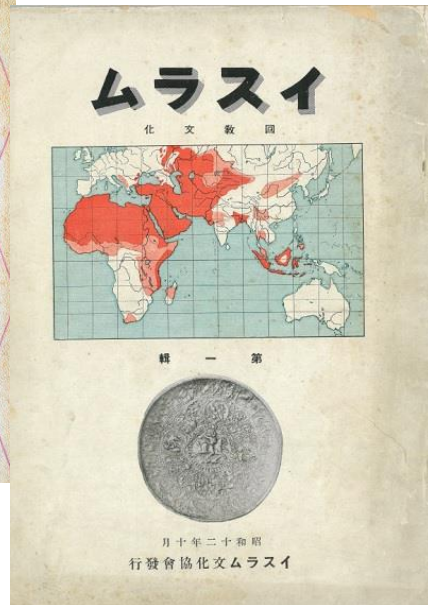 イスラム
回教文化
第一輯
昭和十二年十月
イスラム文化協會發行